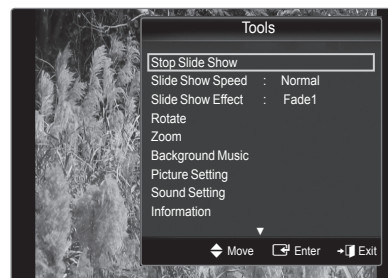 Tools
Stop Slide Show
Slide Show Speed : Normal
Slide Show Effect : Fade1
Rotate
Zoom
Background Music
Picture Setting
Sound Setting
Information
Move Enter Exit